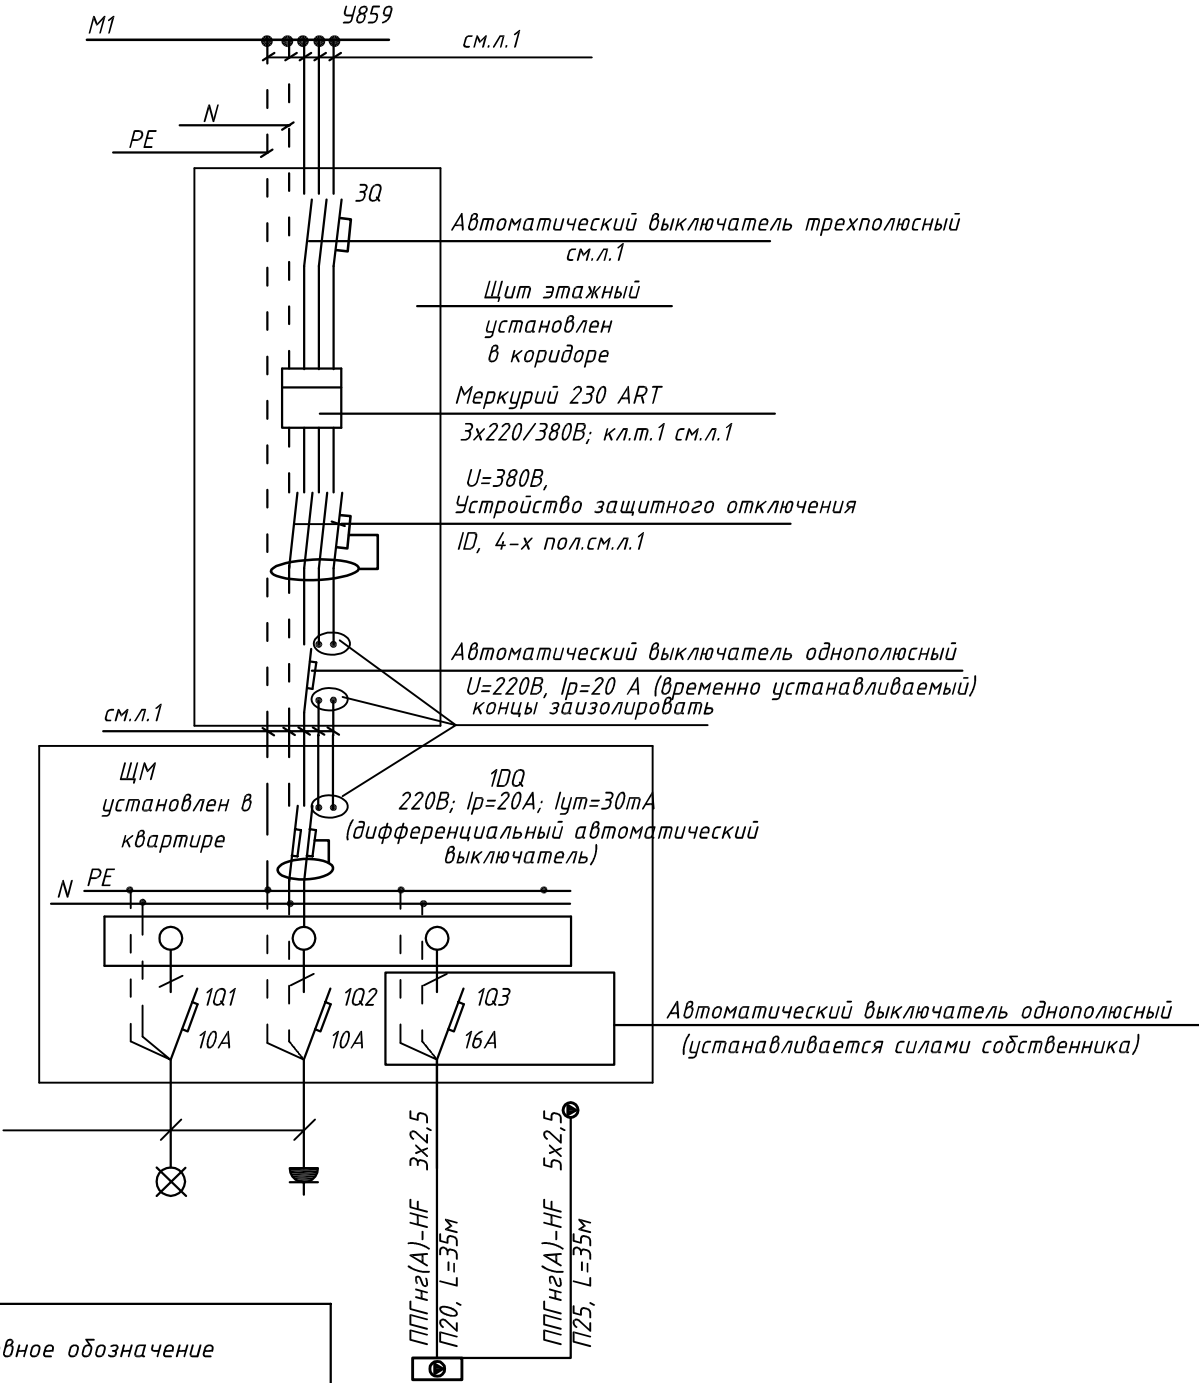 М1
У859
см.л.1
N
PE
3Q
Автоматический выключатель трехполюсный
см.л.1
Щит этажный
установлен
в коридоре
Меркурий 230 ART
3х220/380В; кл.т.1 см.л.1
U=380В,
Устройство защитного отключения
ID, 4-х пол.см.л.1
Автоматический выключатель однополюсный
U=220В, Iр=20 А (временно устанавливаемый)
концы заизолировать
см.л.1
ЩМ
установлен в
квартире
1DQ
220В; Iр=20А; Iут=30mA
(дифференциальный автоматический
выключатель)
PE
N
1Q1
10А
1Q2
10А
1Q3
16А
Автоматический выключатель однополюсный
(устанавливается силами собственника)
ППГнг(А)-HF 3х2,5
П20, L=35м
ППГнг(А)-HF 5х2,5
П25, L=35м
вное обозначение